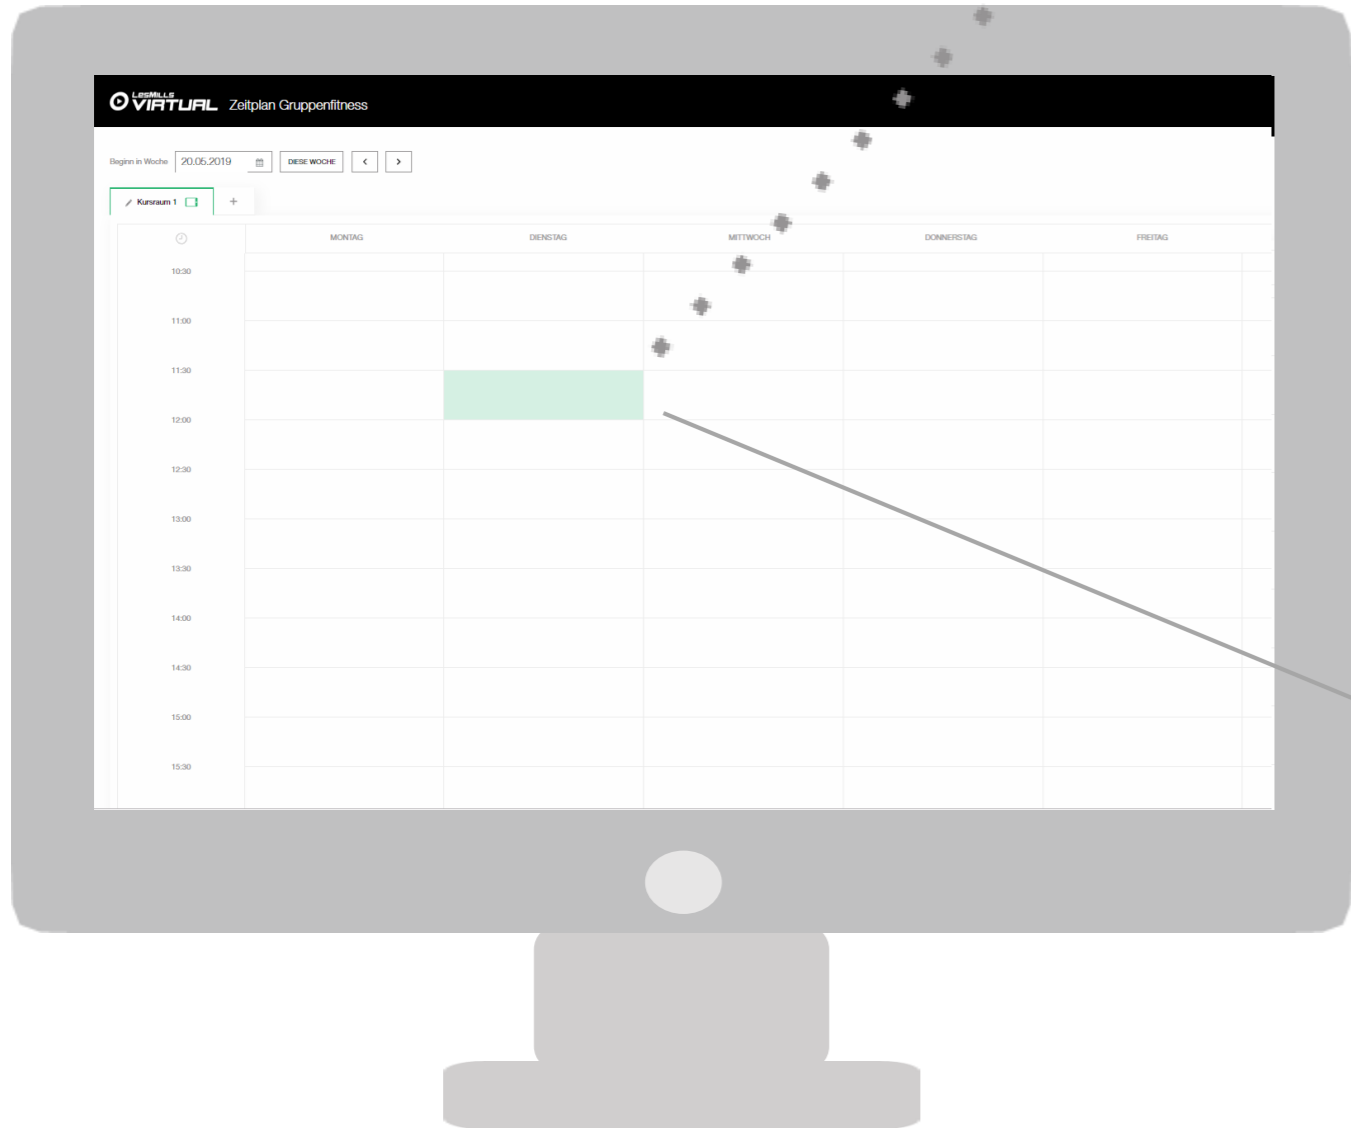 LesMills
VIRTUAL Zeitplan Gruppenfitness
Beginn in Woche 20.05.2019 DIESE WOCHE < >
Kursraum 1 +
MONTAG DIENSTAG MITTWOCH DONNERSTAG FREITAG
10:30
11:00
11:30
12:00
12:30
13:00
13:30
14:00
14:30
15:00
15:30